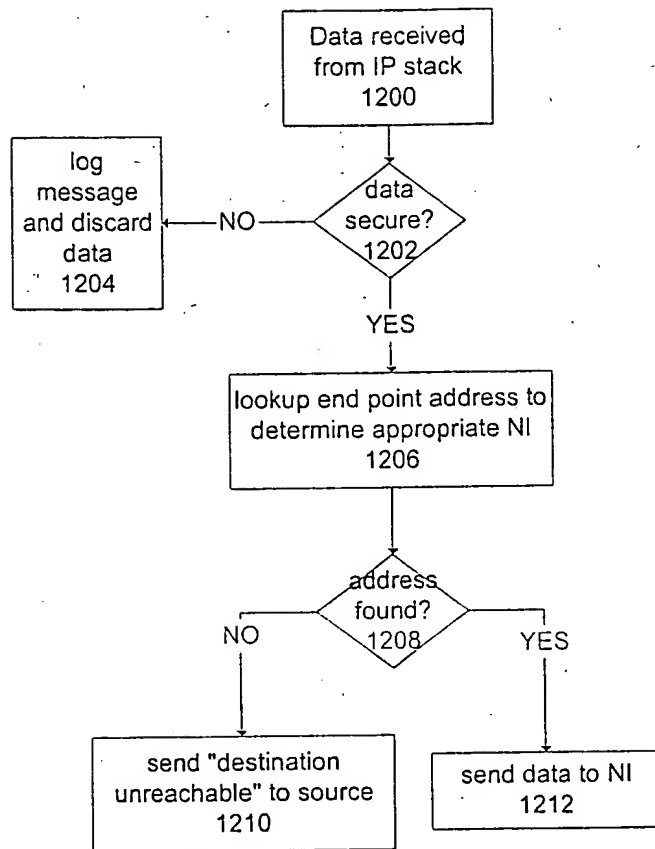 Data received
from IP stack
1200
data
secure?
1202
NO
log
message
and discard
data
1204
YES
lookup end point address to
determine appropriate NI
1206
address
found?
1208
NO
YES
send "destination
unreachable" to source
1210
send data to NI
1212